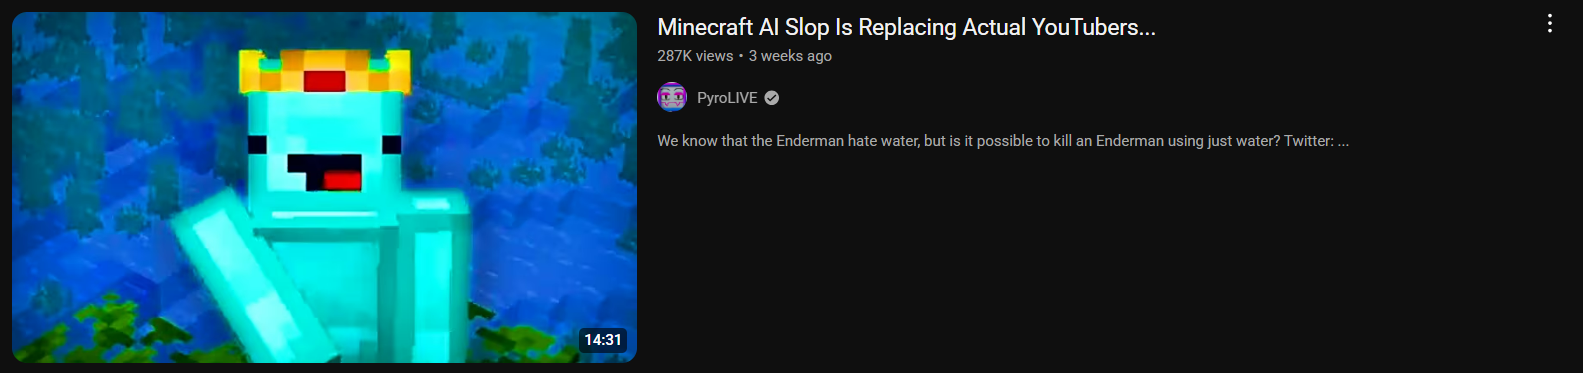 Minecraft AI Slop Is Replacing Actual YouTubers...
287K views • 3 weeks ago
PyroLIVE
We know that the Enderman hate water, but is it possible to kill an Enderman using just water? Twitter: ...
14:31